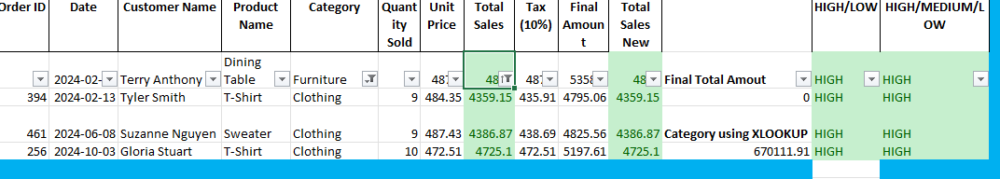 Order ID Date Customer Name Product Name Category Quant ity Sold Unit Price Total Sales Tax (10%) Final Amoun t Total Sales New HIGH/LOW HIGH/MEDIUM/L OW
2024-02- Terry Anthony Dining Table Furniture 487 48 48 5358 48 Final Total Amout HIGH HIGH
394 2024-02-13 Tyler Smith T-Shirt Clothing 9 484.35 4359.15 435.91 4795.06 4359.15 0 HIGH HIGH
461 2024-06-08 Suzanne Nguyen Sweater Clothing 9 487.43 4386.87 438.69 4825.56 4386.87 Category using XLOOKUP HIGH HIGH
256 2024-10-03 Gloria Stuart T-Shirt Clothing 10 472.51 4725.1 472.51 5197.61 4725.1 670111.91 HIGH HIGH